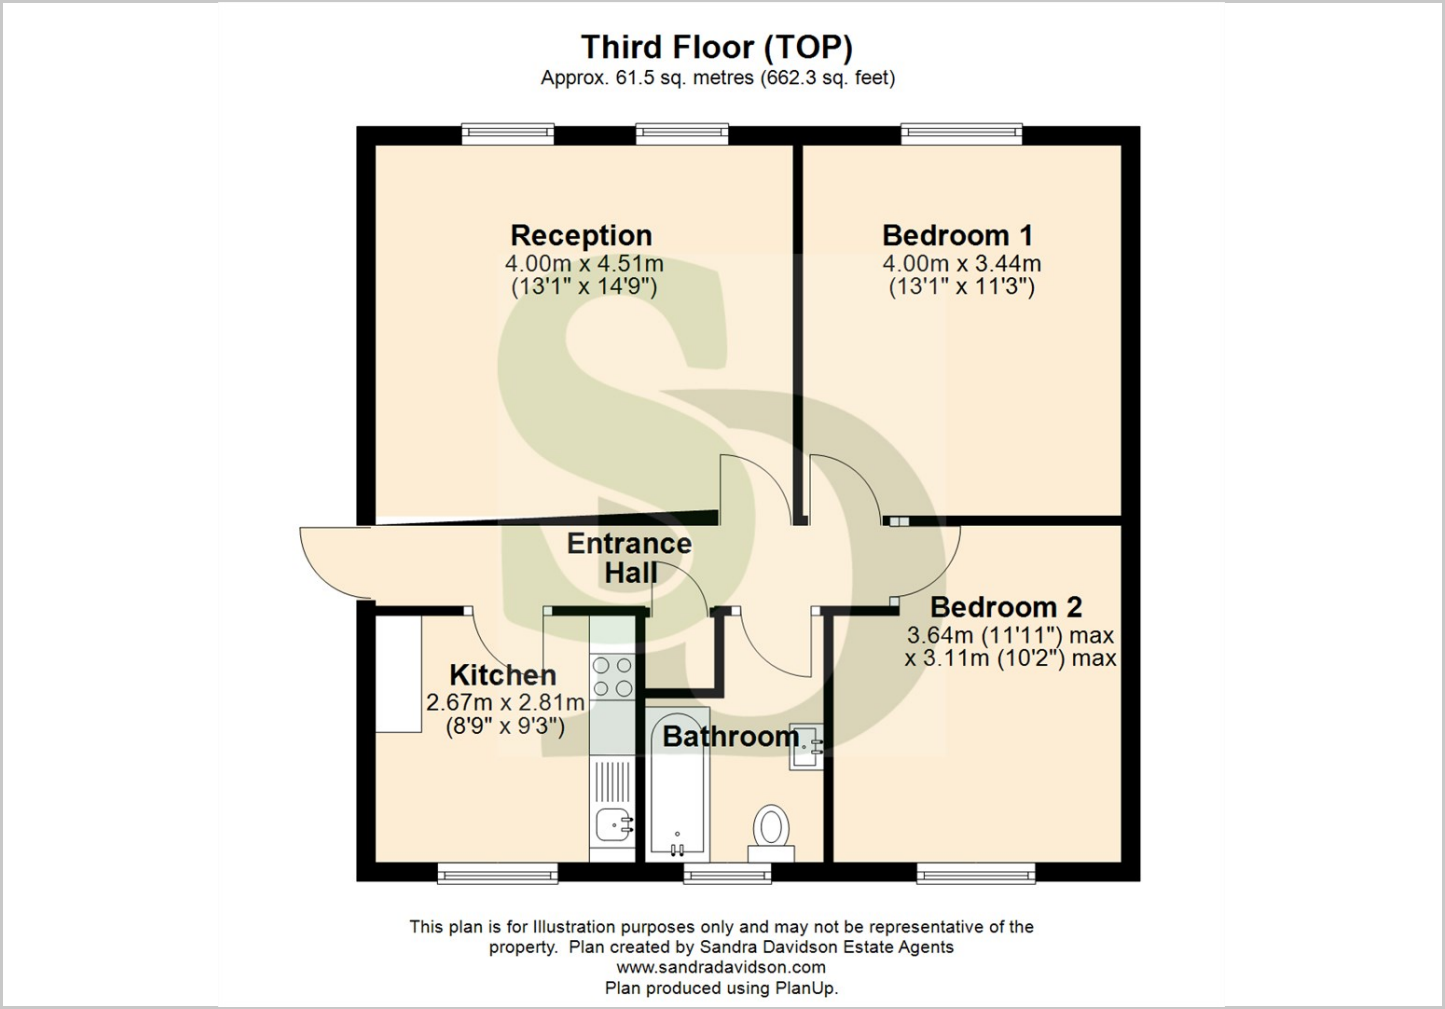 Third Floor (TOP)
Approx. 61.5 sq. metres (662.3 sq. feet)
Reception
4.00m x 4.51m
(13'1" x 14'9")
Bedroom 1
4.00m x 3.44m
(13'1" x 11'3")
Entrance
Hall
Bedroom 2
3.64m (11'11") max
x 3.11m (10'2") max
Kitchen
2.67m x 2.81m
(8'9" x 9'3")
Bathroom
SD
This plan is for Illustration purposes only and may not be representative of the
property.  Plan created by Sandra Davidson Estate Agents
www.sandradavidson.com
Plan produced using PlanUp.